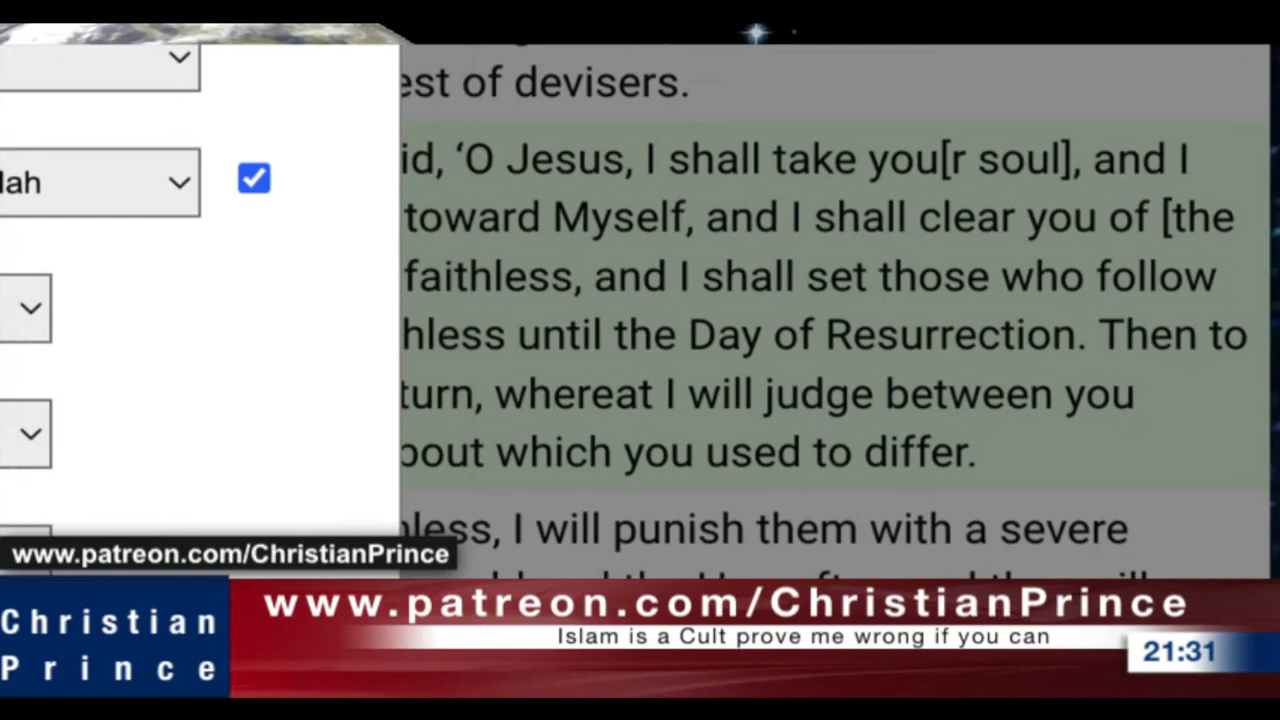 est of devisers.
id, ‘O Jesus, I shall take you[r soul], and I
lah
toward Myself, and I shall clear you of [the
faithless, and I shall set those who follow
hless until the Day of Resurrection. Then to
turn, whereat I will judge between you
bout which you used to differ.
less, I will punish them with a severe
www.patreon.com/ChristianPrince
www.patreon.com/ChristianPrince
Christian
Prince
Islam is a Cult prove me wrong if you can
21:31